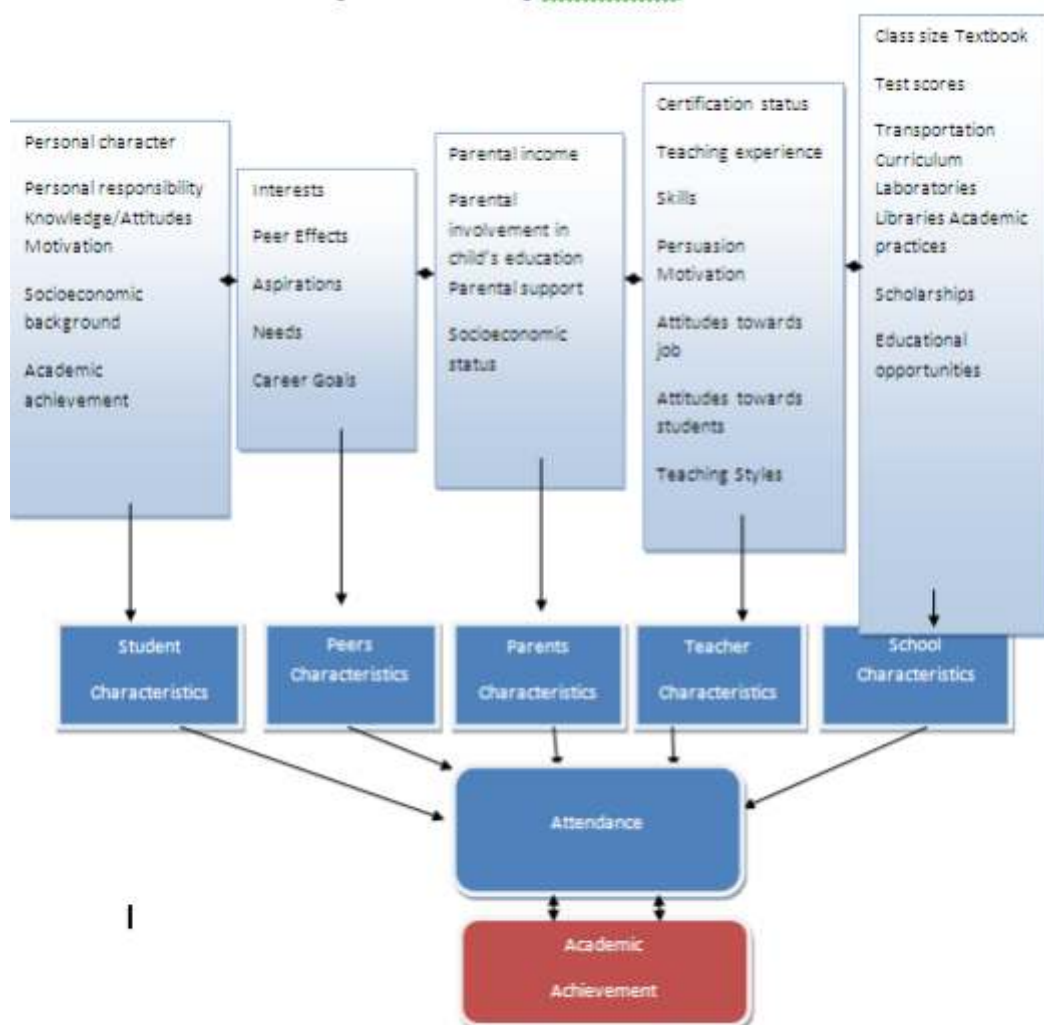 Personal character
Personal responsibility
Knowledge/Attitudes
Motivation
Socioeconomic
background
Academic
achievement
Interests
Peer Effects
Aspirations
Needs
Career Goals
Parental income
Parental
involvement in
child's education
Parental support
Socioeconomic
status
Certification status
Teaching experience
Skills
Persuasion
Motivation
Attitudes towards
job
Attitudes towards
students
Teaching Styles
Class size Textbook
Test scores
Transportation
Curriculum
Laboratories
Libraries Academic
practices
Scholarships
Educational
opportunities
Student
Characteristics
Peers
Characteristics
Parents
Characteristics
Teacher
Characteristics
School
Characteristics
Attendance
Academic
Achievement